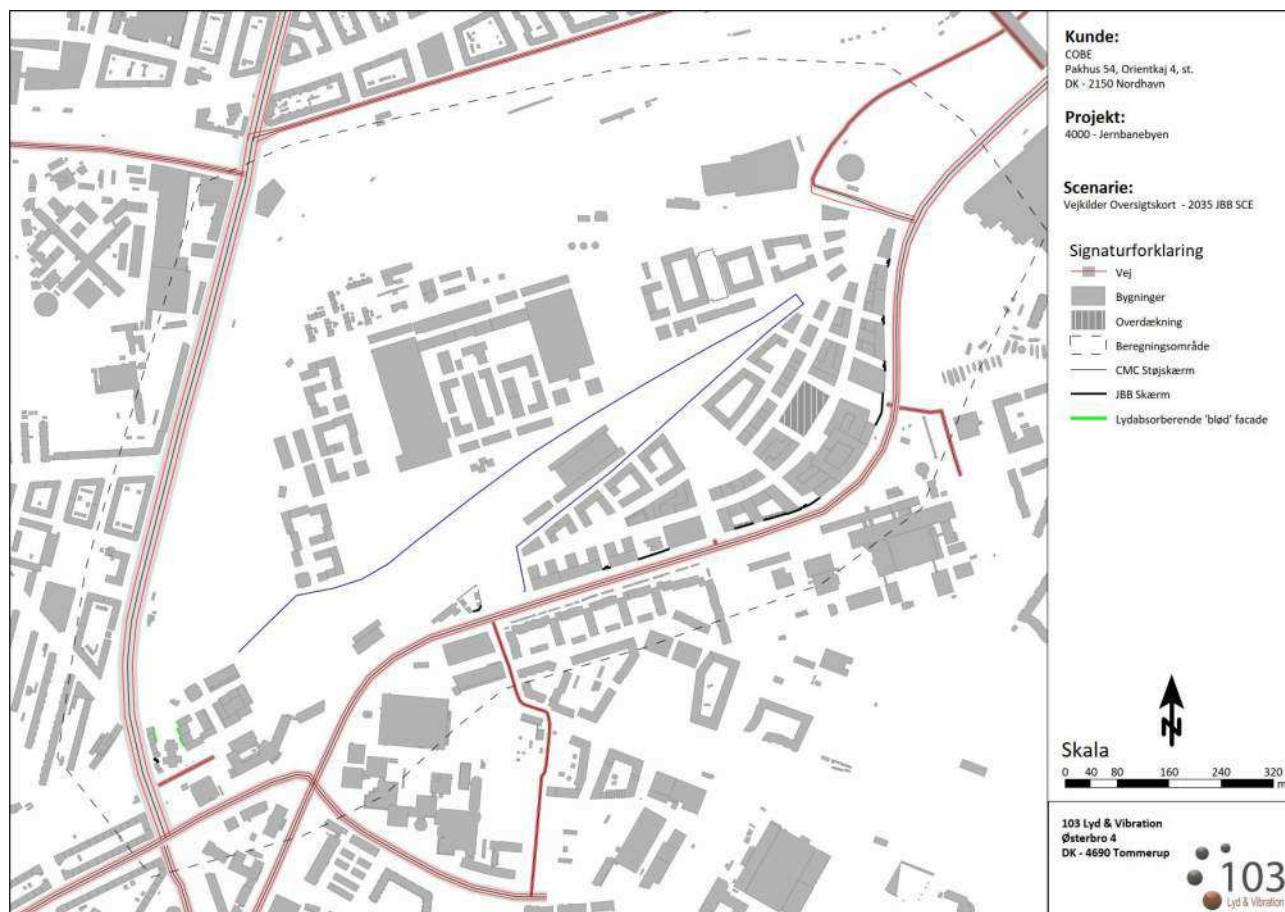 Kunde:
COBE
Pakhus 54, Orientkaj 4, st.
DK - 2150 Nordhavn
Projekt:
4000 - Jernbanebyen
Scenarie:
Vejkilder Oversigtskort - 2035 JBB SCE
Signaturforklaring
Vej
Bygninger
Overdækning
Beregningsområde
CMC Støjskærm
JBB Skærm
Lydabsorberende 'blød' facade
N
Skala
0 40 80 160 240 320
m
103 Lyd & Vibration
Østerbro 4
DK - 4690 Tommerup
103
Lyd & Vibration